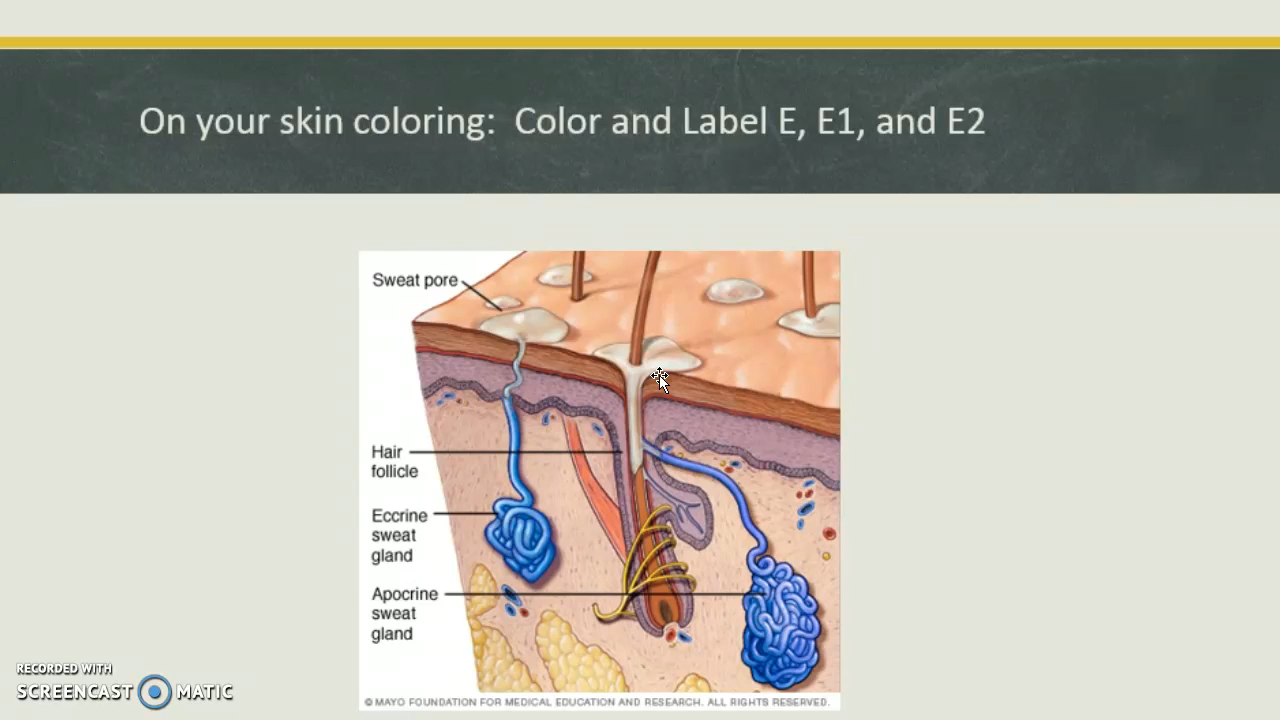 On your skin coloring:  Color and Label E, E1, and E2
Sweat pore
Hair
follicle
Eccrine
sweat
gland
Apocrine
sweat
gland
RECORDED WITH
SCREENCAST MATIC
© MAYO FOUNDATION FOR MEDICAL EDUCATION AND RESEARCH. ALL RIGHTS RESERVED.